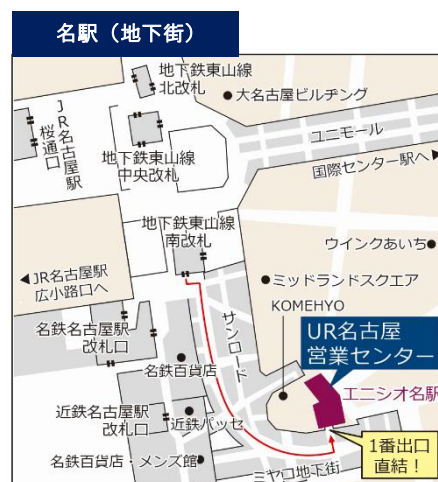 名駅（地下街）
地下鉄東山線
北改札
大名古屋ビルヂング
JR名古屋駅
桜通口
地下鉄東山線
中央改札
ユニモール
国際センター駅へ
地下鉄東山線
南改札
ウインクあいち
JR名古屋駅
広小路口へ
ミッドランドスクエア
サンロード
KOMEHYO
名鉄名古屋駅
改札口
UR名古屋
営業センター
名鉄百貨店
エニシオ名駅
近鉄名古屋駅
改札口
近鉄パッセ
1番出口
直結！
名鉄百貨店・メンズ館
ミヤコ地下街